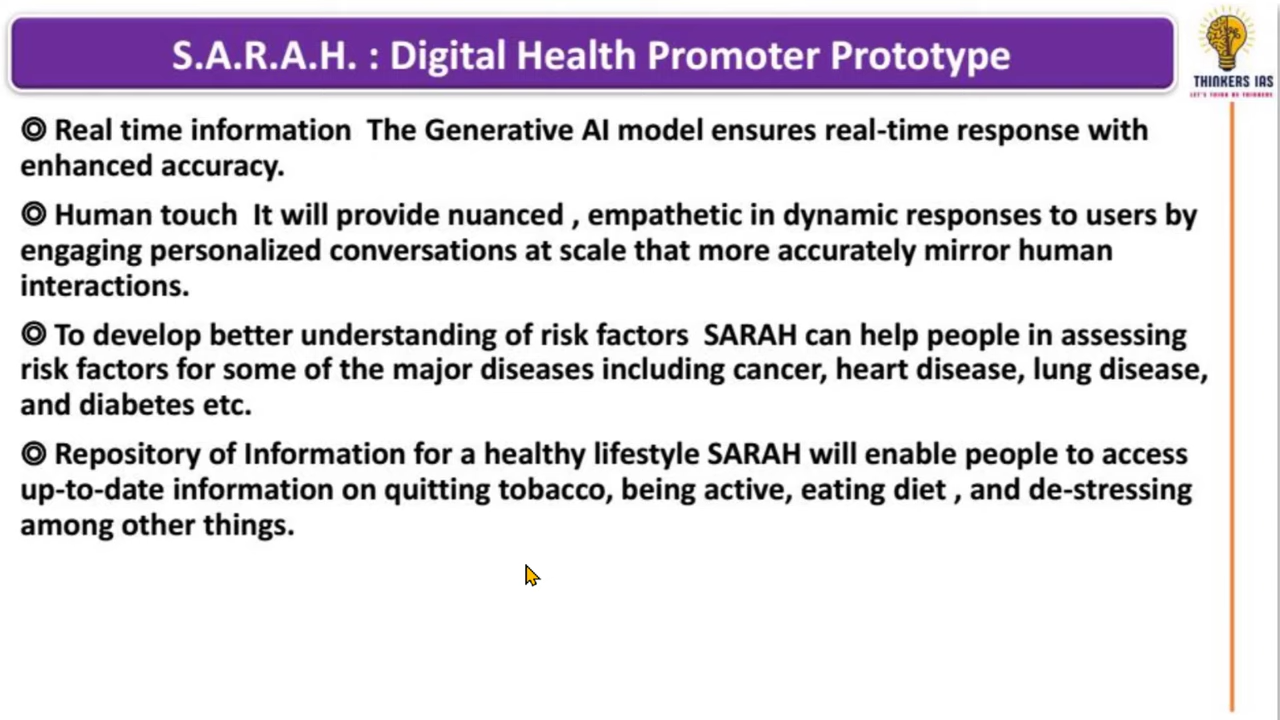 S.A.R.A.H. : Digital Health Promoter Prototype
THINKERS IAS
LET'S THINK BE THINKERS
◎ Real time information The Generative AI model ensures real-time response with
enhanced accuracy.
◎ Human touch It will provide nuanced , empathetic in dynamic responses to users by
engaging personalized conversations at scale that more accurately mirror human
interactions.
◎ To develop better understanding of risk factors SARAH can help people in assessing
risk factors for some of the major diseases including cancer, heart disease, lung disease,
and diabetes etc.
◎ Repository of Information for a healthy lifestyle SARAH will enable people to access
up-to-date information on quitting tobacco, being active, eating diet , and de-stressing
among other things.